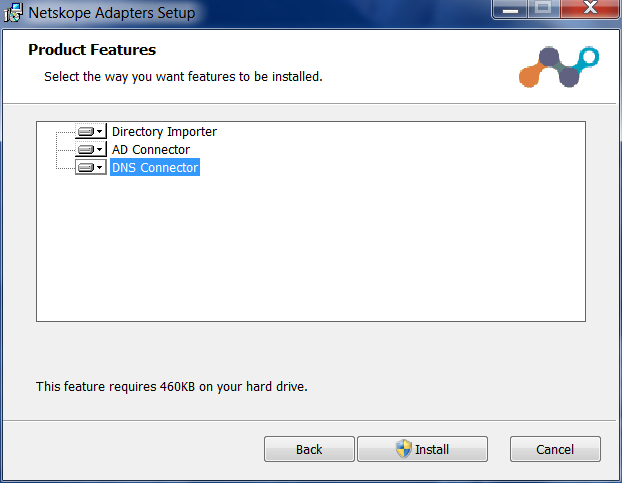 Netskope Adapters Setup
Product Features
Select the way you want features to be installed.
Directory Importer
AD Connector
DNS Connector
This feature requires 460KB on your hard drive.
Back
Install
Cancel